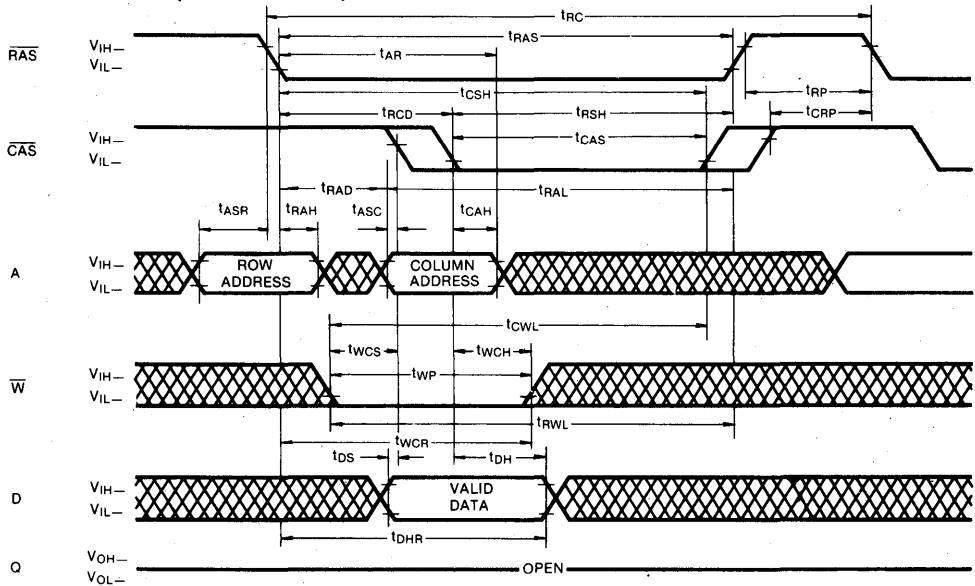 tRC
tRAS
RAS
VIH—
VIL—
tAR
tRP
tCSH
tRCD
tRSH
tCRP
CAS
VIH—
VIL—
tCAS
tRAD
tRAL
tASR
tRAH
tASC
tCAH
A
VIH—
VIL—
ROW
ADDRESS
COLUMN
ADDRESS
tCWL
tWCS
tWCH
W
VIH—
VIL—
tWP
tRWL
tWCR
tDS
tDH
D
VIH—
VIL—
VALID
DATA
tDHR
Q
VOH—
VOL—
OPEN